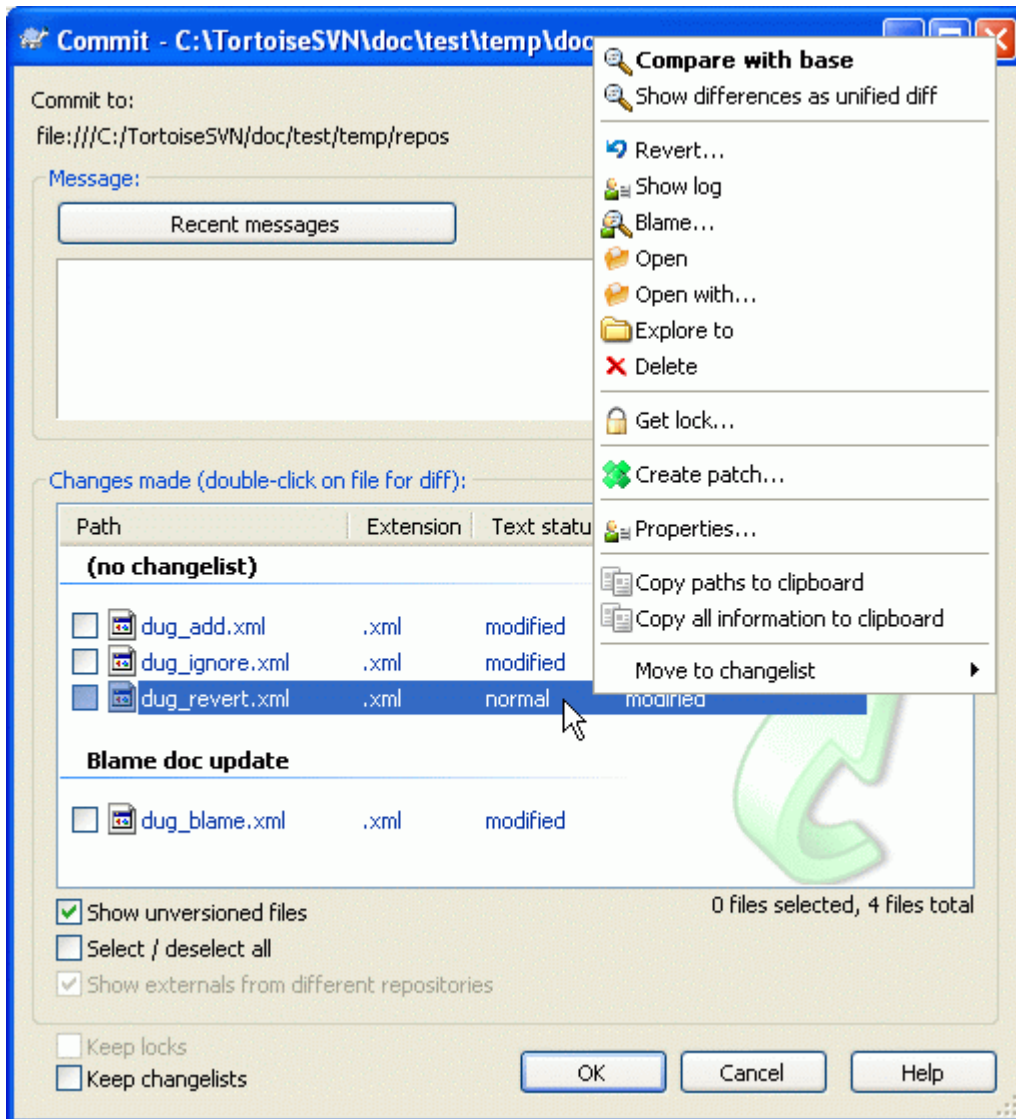 Commit - C:\TortoiseSVN\doc\test\temp\doc
Compare with base
Show differences as unified diff
Revert...
Show log
Blame...
Open
Open with...
Explore to
Delete
Get lock...
Create patch...
Properties...
Copy paths to clipboard
Copy all information to clipboard
Move to changelist
Commit to:
file:///C:/TortoiseSVN/doc/test/temp/repos
Message:
Recent messages
Changes made (double-click on file for diff):
Path Extension Text statu
(no changelist)
dug_add.xml .xml modified
dug_ignore.xml .xml modified
dug_revert.xml .xml normal modified
Blame doc update
dug_blame.xml .xml modified
Show unversioned files 0 files selected, 4 files total
Select / deselect all
Show externals from different repositories
Keep locks
Keep changelists
OK Cancel Help